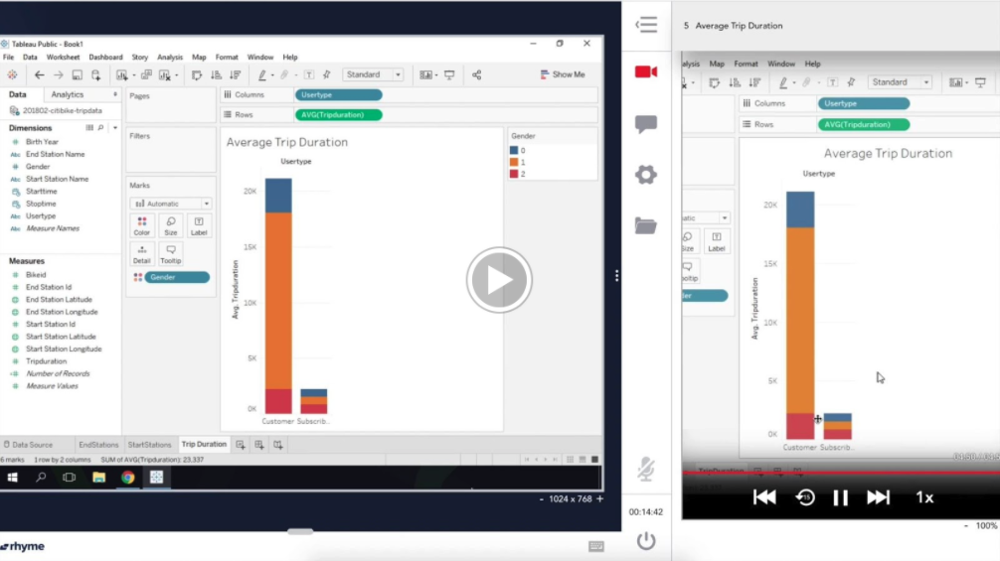 Tableau Public - Book1
File Data Worksheet Dashboard Story Analysis Map Format Window Help
Standard
Show Me
Data Analytics
201802-citibike-tripdata
Dimensions
Birth Year
Abc End Station Name
Gender
Abc Start Station Name
Starttime
Stoptime
Abc Usertype
Abc Measure Names
Measures
Bikeid
End Station Id
End Station Latitude
End Station Longitude
Start Station Id
Start Station Latitude
Start Station Longitude
Tripduration
Number of Records
Measure Values
Pages
Filters
Marks
Automatic
Color Size Label
Detail Tooltip
Gender
Columns Usertype
Rows AVG(Tripduration)
Average Trip Duration
Usertype
Avg. Tripduration
20K
15K
10K
5K
0K
Customer Subscrib..
Gender
0
1
2
Data Source EndStations StartStations Trip Duration
6 marks 1 row by 2 columns SUM of AVG(Tripduration): 23,337
- 1024 x 768 +
rhyme
00:14:42
5 Average Trip Duration
alysis Map Format Window Help
Standard
Columns Usertype
Rows AVG(Tripduration)
Average Trip Duration
Usertype
atic
Size Label
Avg. Tripduration
20K
15K
10K
5K
0K
Customer Subscrib..
15
1x
- 100%